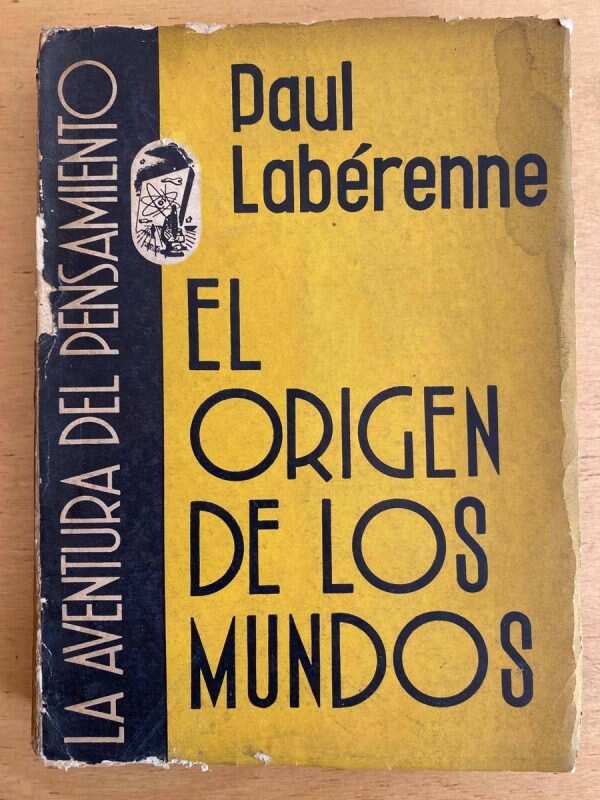 Paul
Labérenne
EL
ORIGEN
DE LOS
MUNDOS
LA AVENTURA DEL PENSAMIENTO